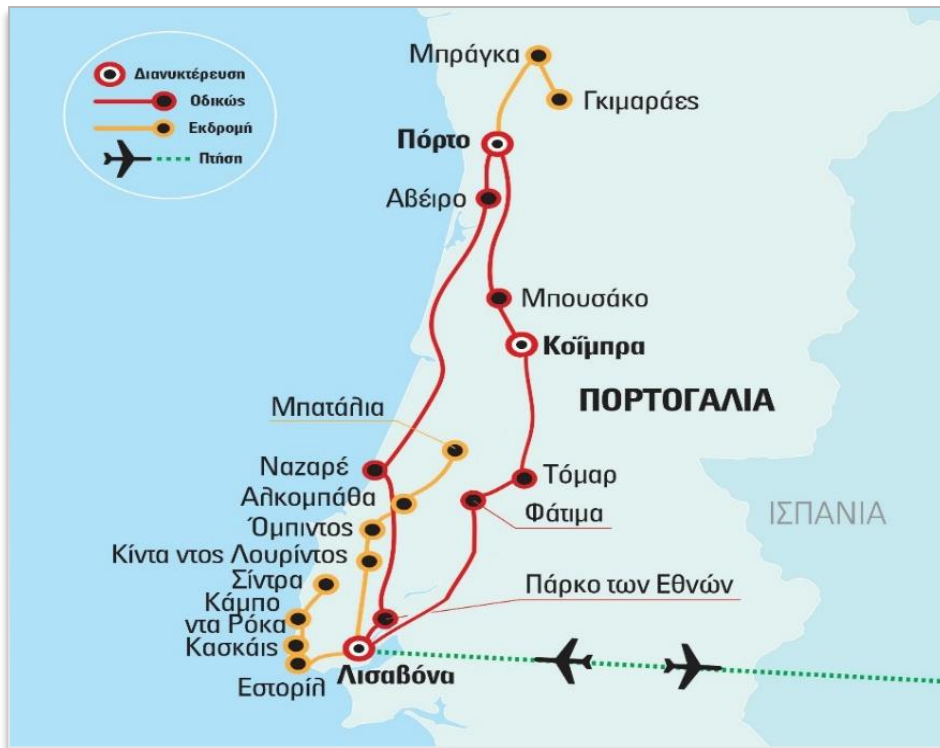 Διανυκτέρευση
Οδικώς
Εκδρομή
Πτήση
Μπράγκα
Γκιμαράες
Πόρτο
Αβέιρο
Μπουσάκο
Κοΐμπρα
ΠΟΡΤΟΓΑΛΙΑ
Μπατάλια
Ναζαρέ
Τόμαρ
Αλκομπάθα
Φάτιμα
ΙΣΠΑΝΙΑ
Όμπιντος
Κίντα ντος Λουρίντος
Σίντρα
Πάρκο των Εθνών
Κάμπο
ντα Ρόκα
Κασκάις
Λισαβόνα
Εστορίλ